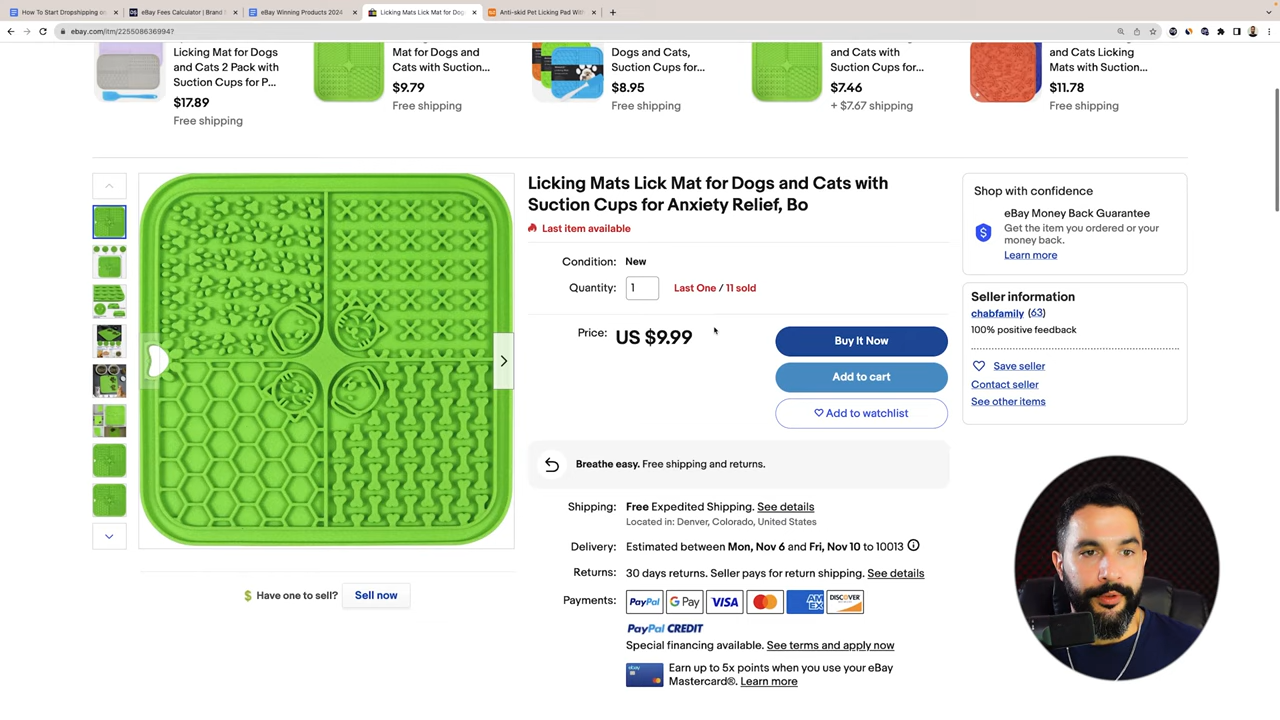 How To Start Dropshipping on
eBay Fees Calculator | Brand
eBay Winning Products 2024
Licking Mats Lick Mat for Dog
Anti-skid Pet Licking Pad With
ebay.com/itm/225508636994?
Licking Mat for Dogs
and Cats 2 Pack with
Suction Cups for P...
$17.89
Free shipping
Mat for Dogs and
Cats with Suction
Cups for...
$9.79
Free shipping
Dogs and Cats,
Suction Cups for...
$8.95
Free shipping
and Cats with
Suction Cups for...
$7.46
+ $7.67 shipping
and Cats Licking
Mats with Suction...
$11.78
Free shipping
Licking Mats Lick Mat for Dogs and Cats with
Suction Cups for Anxiety Relief, Bo
Last item available
Condition: New
Quantity: 1 Last One / 11 sold
Price: US $9.99
Buy It Now
Add to cart
Add to watchlist
Breathe easy. Free shipping and returns.
Shipping: Free Expedited Shipping. See details
Located in: Denver, Colorado, United States
Delivery: Estimated between Mon, Nov 6 and Fri, Nov 10 to 10013
Returns: 30 days returns. Seller pays for return shipping. See details
Payments: PayPal G Pay VISA mastercard AM EX DISCOVER
PayPal CREDIT
Special financing available. See terms and apply now
Earn up to 5x points when you use your eBay
Mastercard®. Learn more
Have one to sell? Sell now
Shop with confidence
eBay Money Back Guarantee
Get the item you ordered or your
money back.
Learn more
Seller information
chabfamily (63)
100% positive feedback
Save seller
Contact seller
See other items